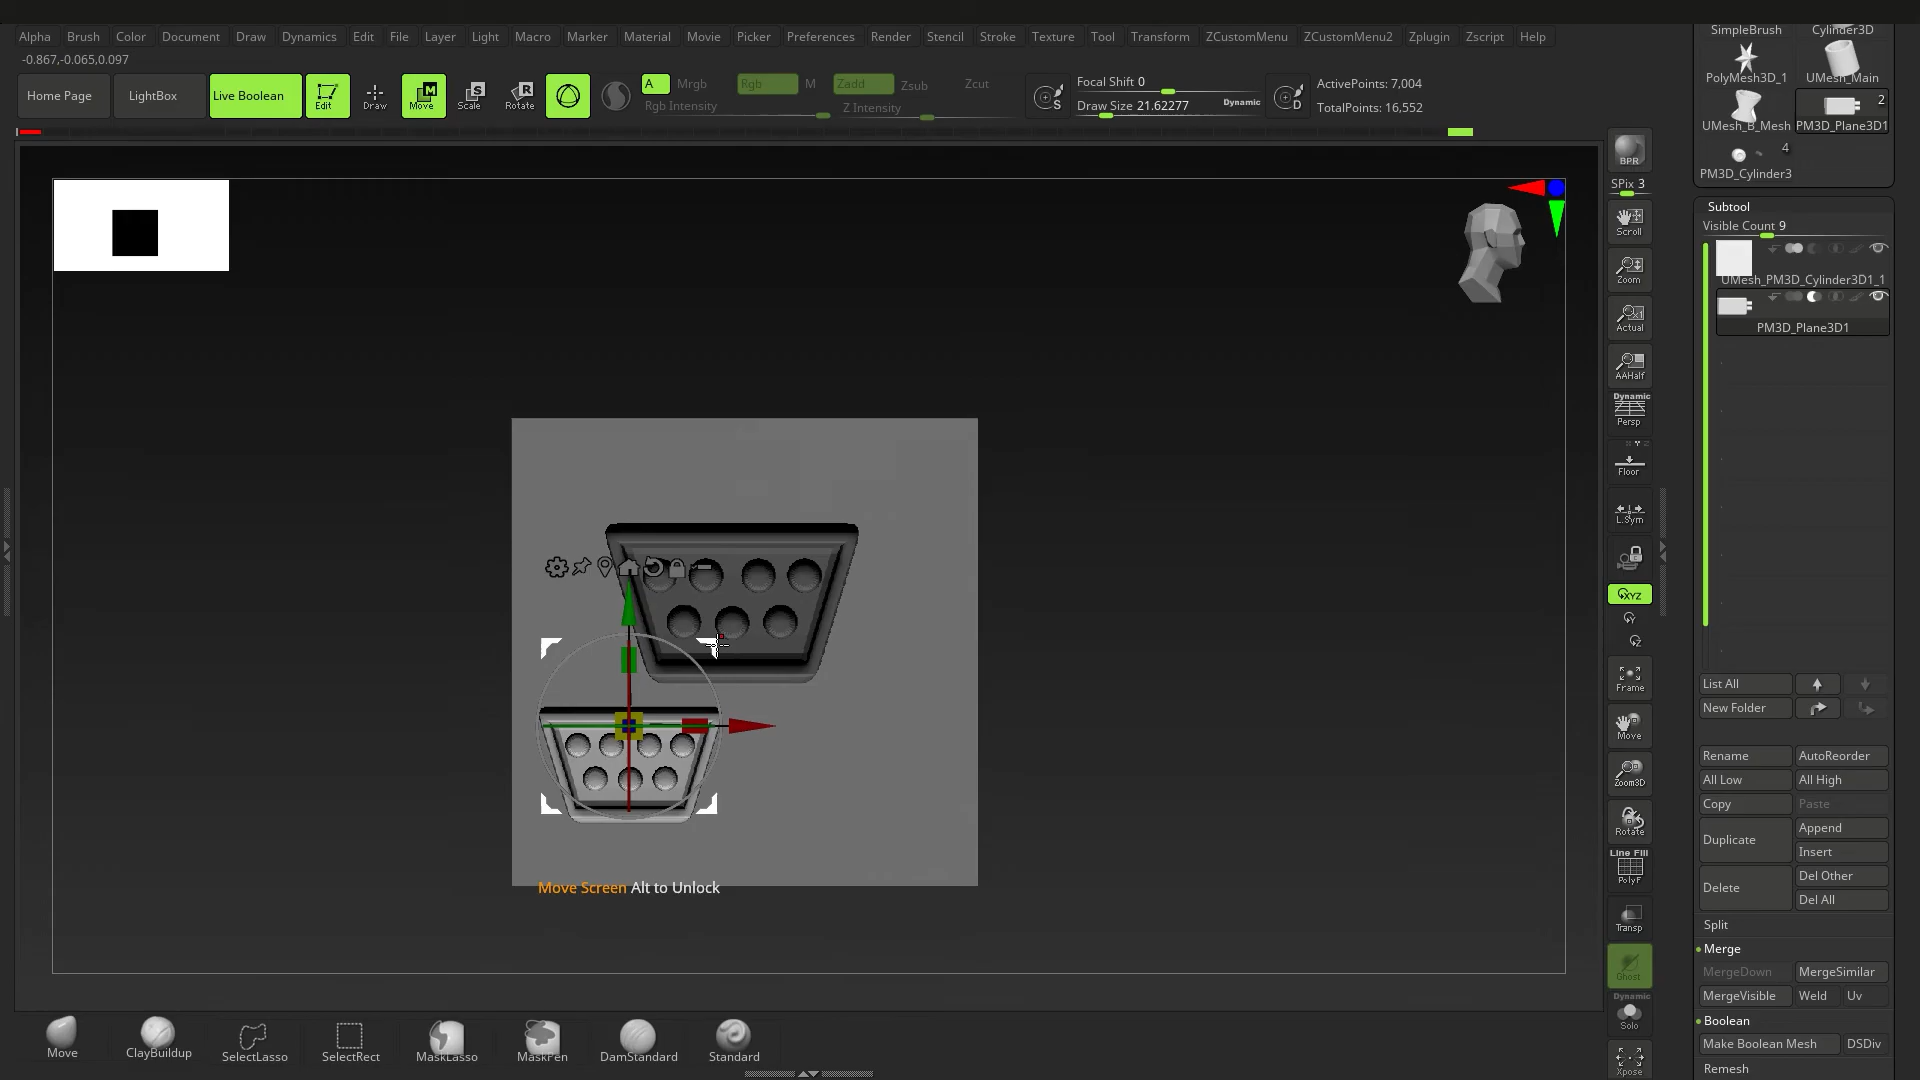 Alpha Brush Color Document Draw Dynamics Edit File Layer Light Macro Marker Material Movie Picker Preferences Render Stencil Stroke Texture Tool Transform ZCustomMenu ZCustomMenu2 Zplugin Zscript Help
-0.867,-0.065,0.097
Home Page LightBox Live Boolean Edit Draw Move Scale Rotate A Mrgb Rgb M Zadd Zsub Zcut
Rgb Intensity Z Intensity
Focal Shift 0
Draw Size 21.62277 Dynamic
ActivePoints: 7,004
TotalPoints: 16,552
SimpleBrush Cylinder3D
PolyMesh3D_1 UMesh_Main
2
UMesh_B_Mesh PM3D_Plane3D1
4
PM3D_Cylinder3
BPR
SPix 3
Scroll
Zoom
Actual
AAHalf
Dynamic
Persp
Floor
L.Sym
XYZ
Frame
Move
Zoom3D
Rotate
Line Fill
PolyF
Transp
Ghost
Dynamic
Solo
Xpose
Subtool
Visible Count 9
UMesh_PM3D_Cylinder3D1_1
PM3D_Plane3D1
List All
New Folder
Rename AutoReorder
All Low All High
Copy Paste
Duplicate Append
Insert
Delete Del Other
Del All
Split
Merge
MergeDown MergeSimilar
MergeVisible Weld Uv
Boolean
Make Boolean Mesh DSDiv
Remesh
Move Screen Alt to Unlock
Move ClayBuildup SelectLasso SelectRect MaskLasso MaskPen DamStandard Standard